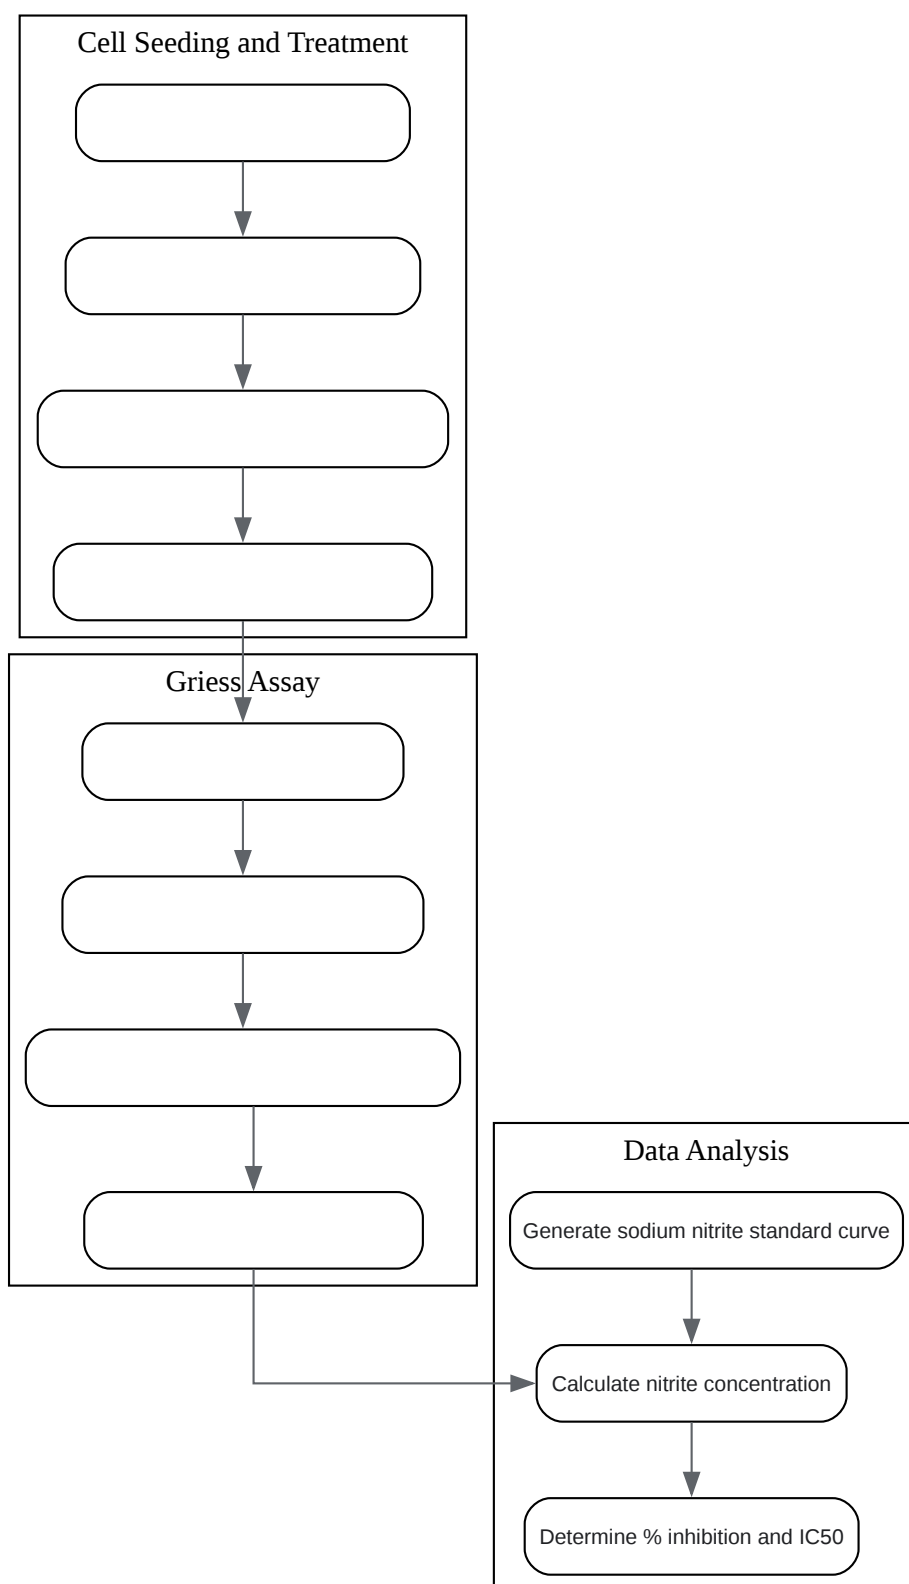 Cell Seeding and Treatment
Griess Assay
Data Analysis
Generate sodium nitrite standard curve
Calculate nitrite concentration
Determine % inhibition and IC50